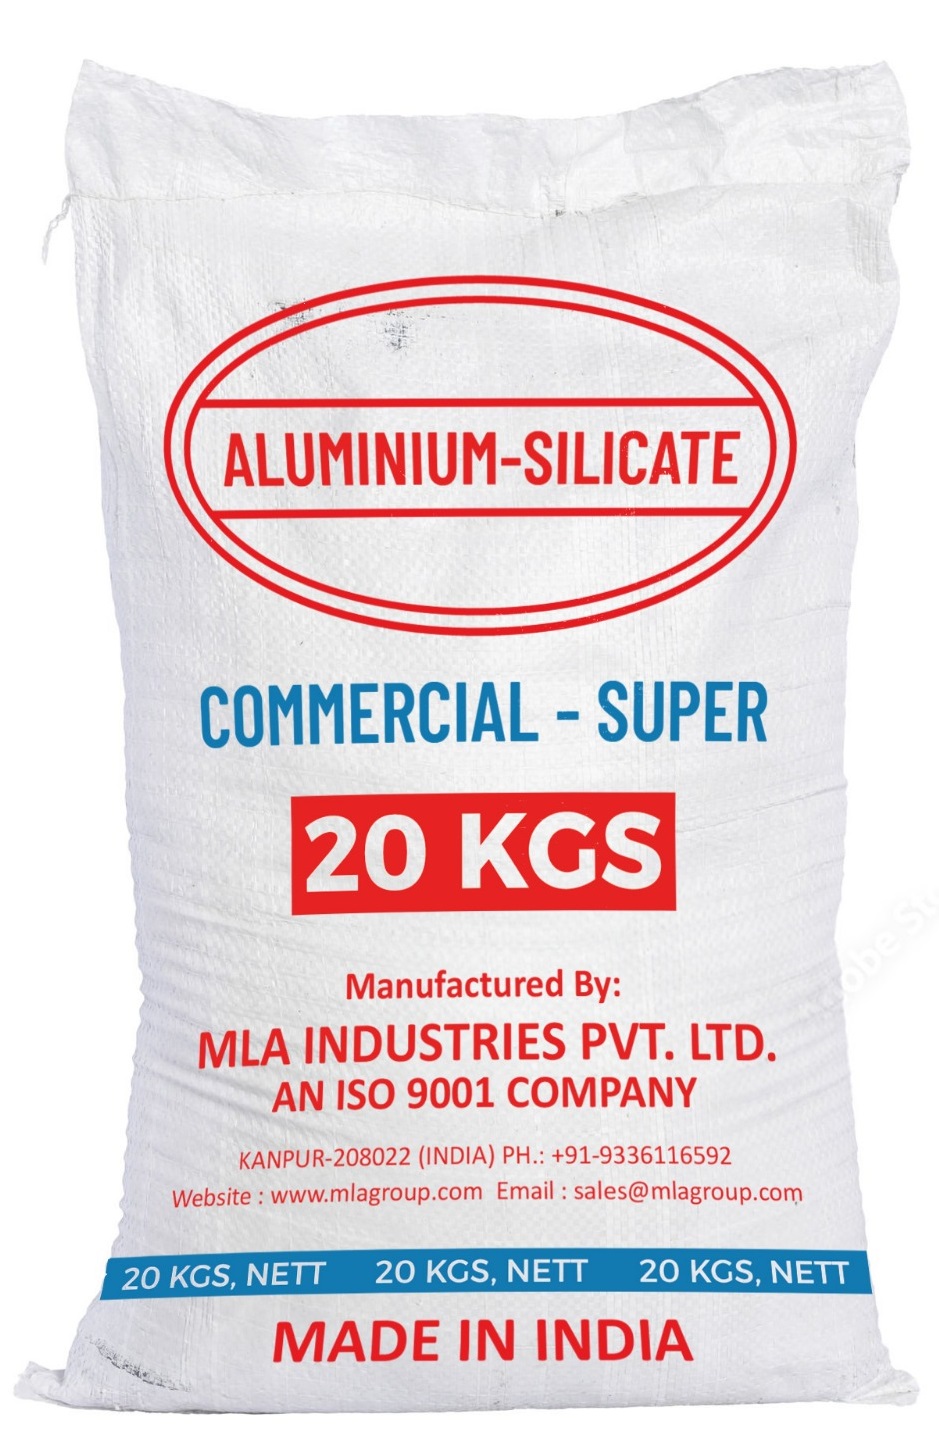 ALUMINIUM-SILICATE
COMMERCIAL - SUPER
20 KGS
Manufactured By:
MLA INDUSTRIES PVT. LTD.
AN ISO 9001 COMPANY
KANPUR-208022 (INDIA) PH.: +91-9336116592
Website : www.mlagroup.com Email : sales@mlagroup.com
20 KGS, NETT 20 KGS, NETT 20 KGS, NETT
MADE IN INDIA